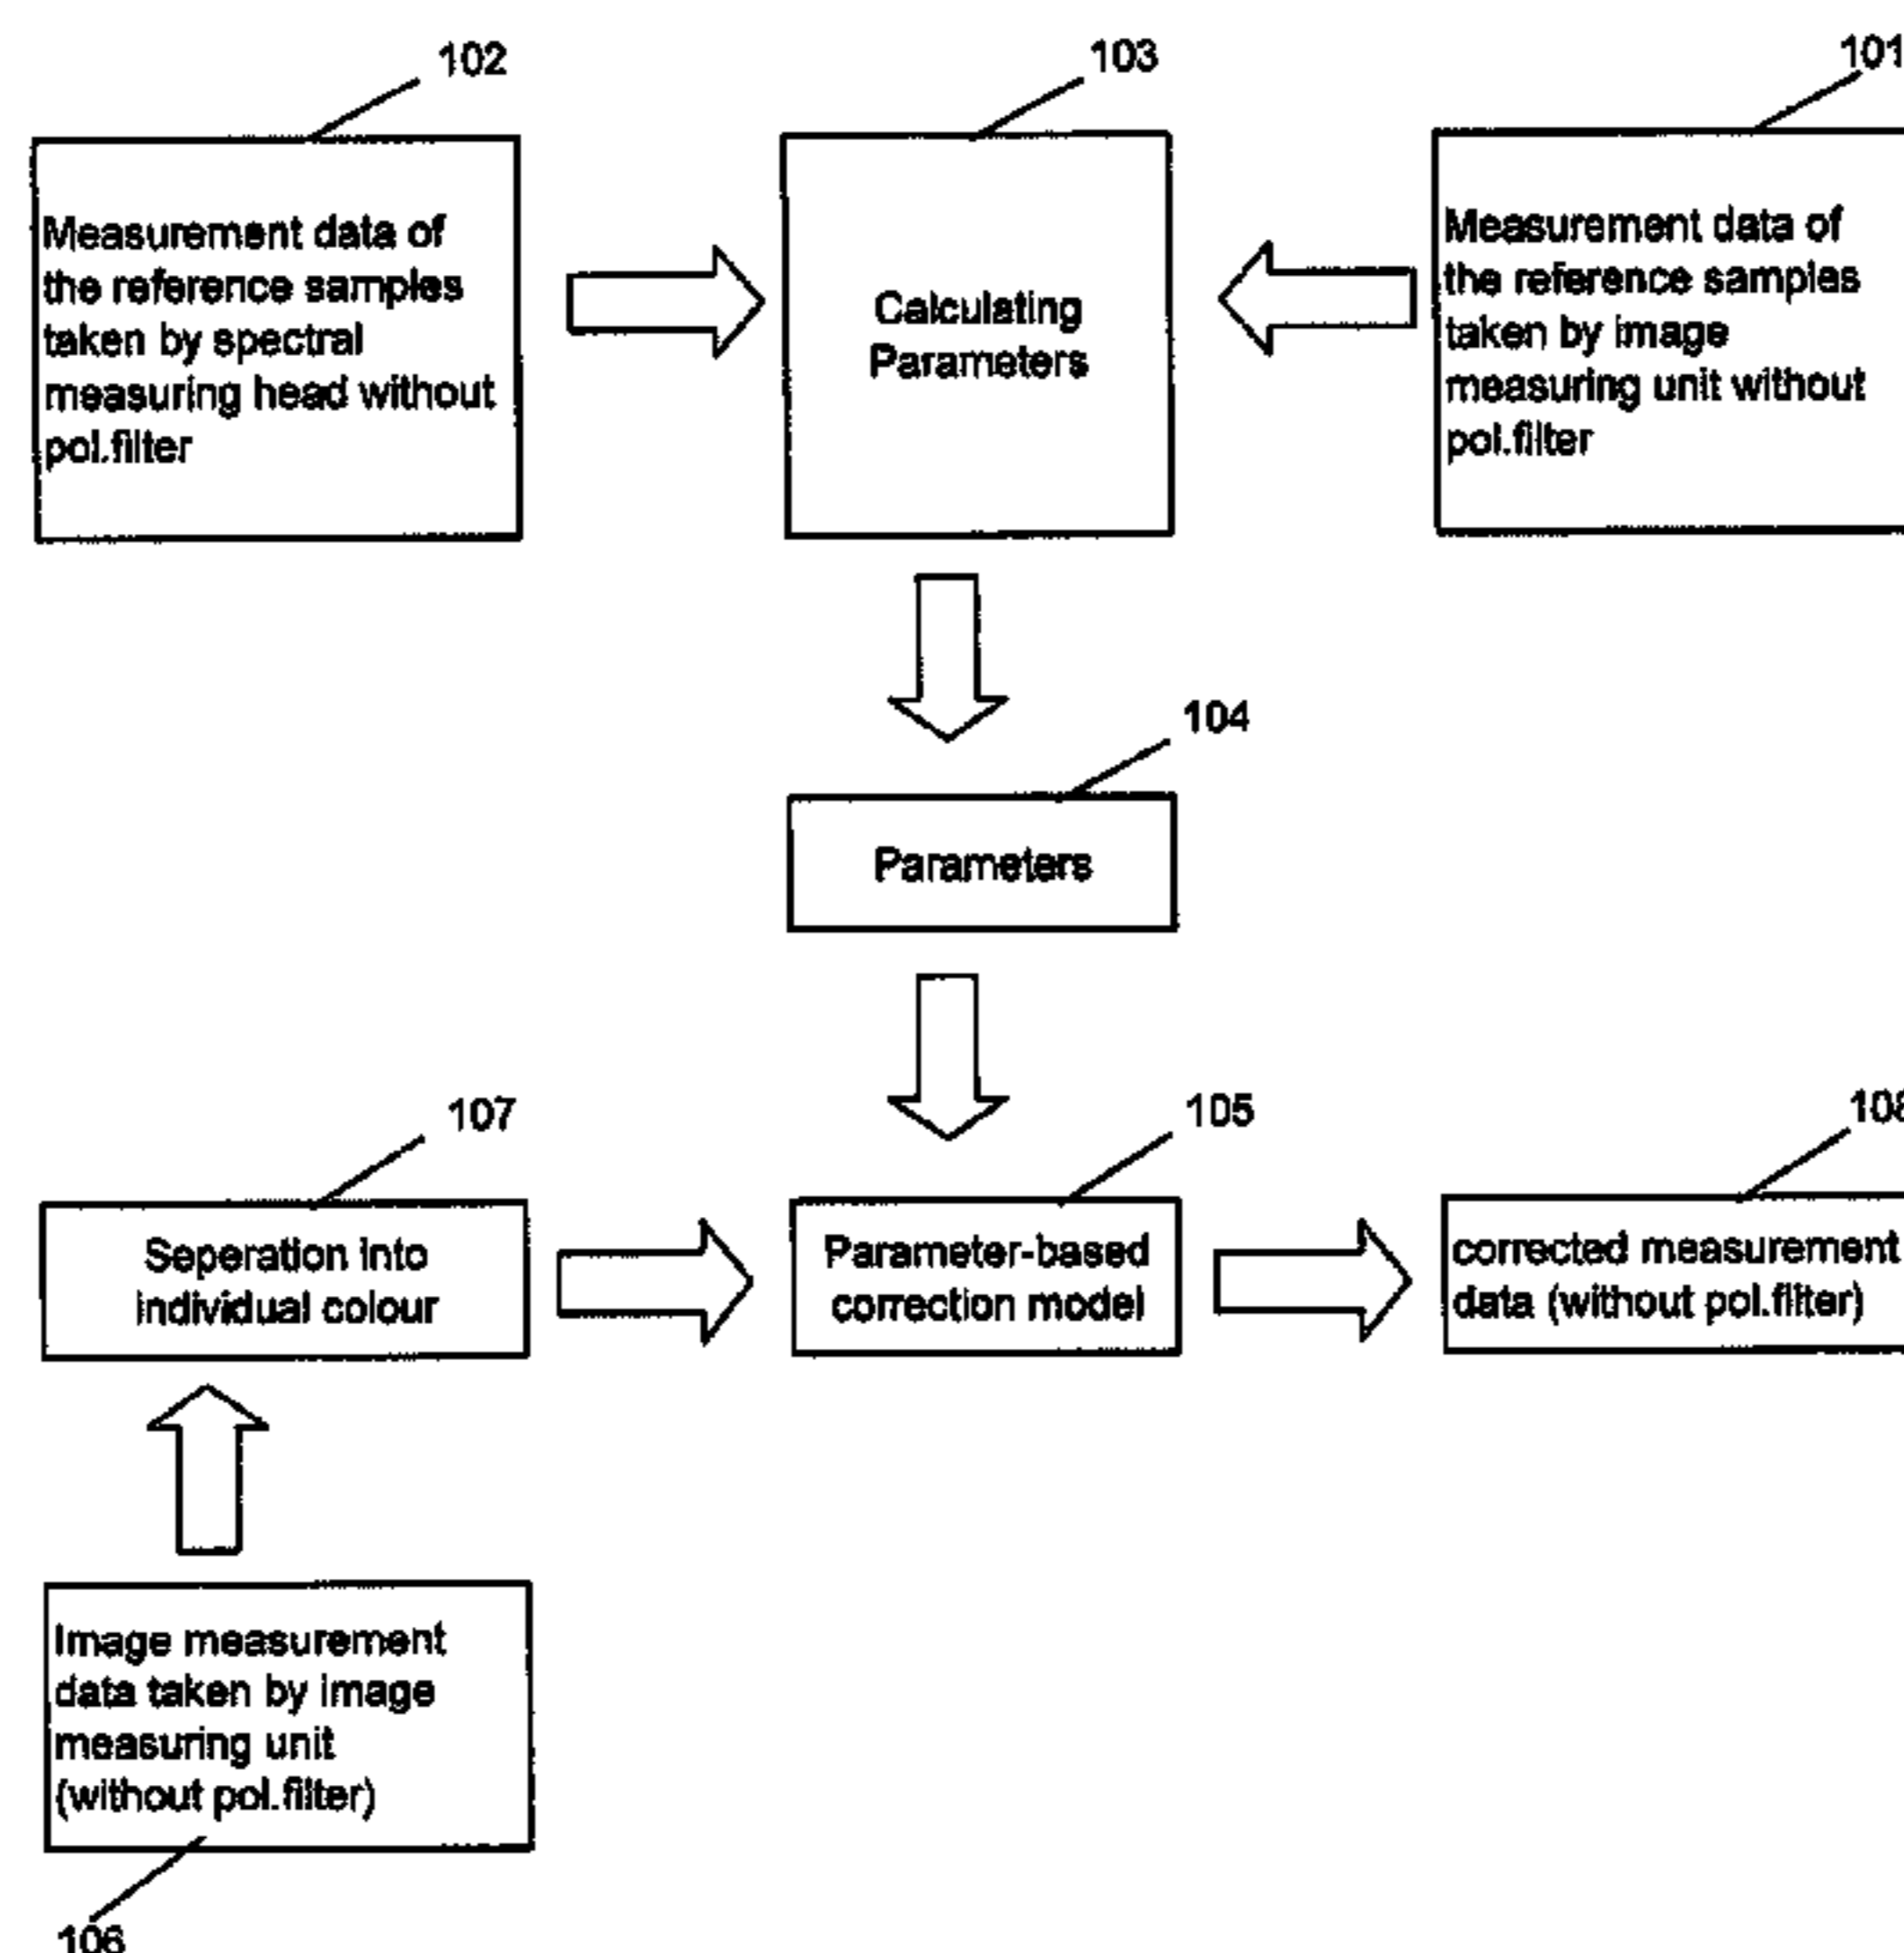 102
103
101
Measurement data of
the reference samples
taken by spectral
measuring head without
pol.filter
Calculating
Parameters
Measurement data of
the reference samples
taken by image
measuring unit without
pol.filter
104
Parameters
107
105
108
Seperation into
individual colour
Parameter-based
correction model
corrected measurement
data (without pol.filter)
Image measurement
data taken by image
measuring unit
(without pol.filter)
106